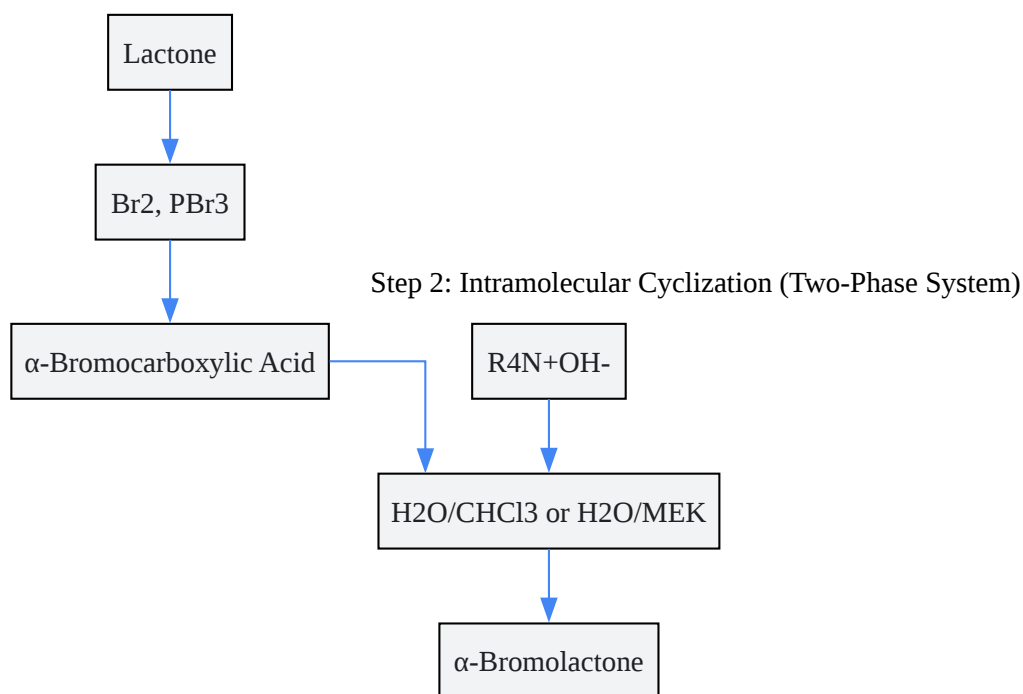 Lactone
Br2, PBr3
Step 2: Intramolecular Cyclization (Two-Phase System)
α-Bromocarboxylic Acid
R4N+OH-
H2O/CHCl3 or H2O/MEK
α-Bromolactone